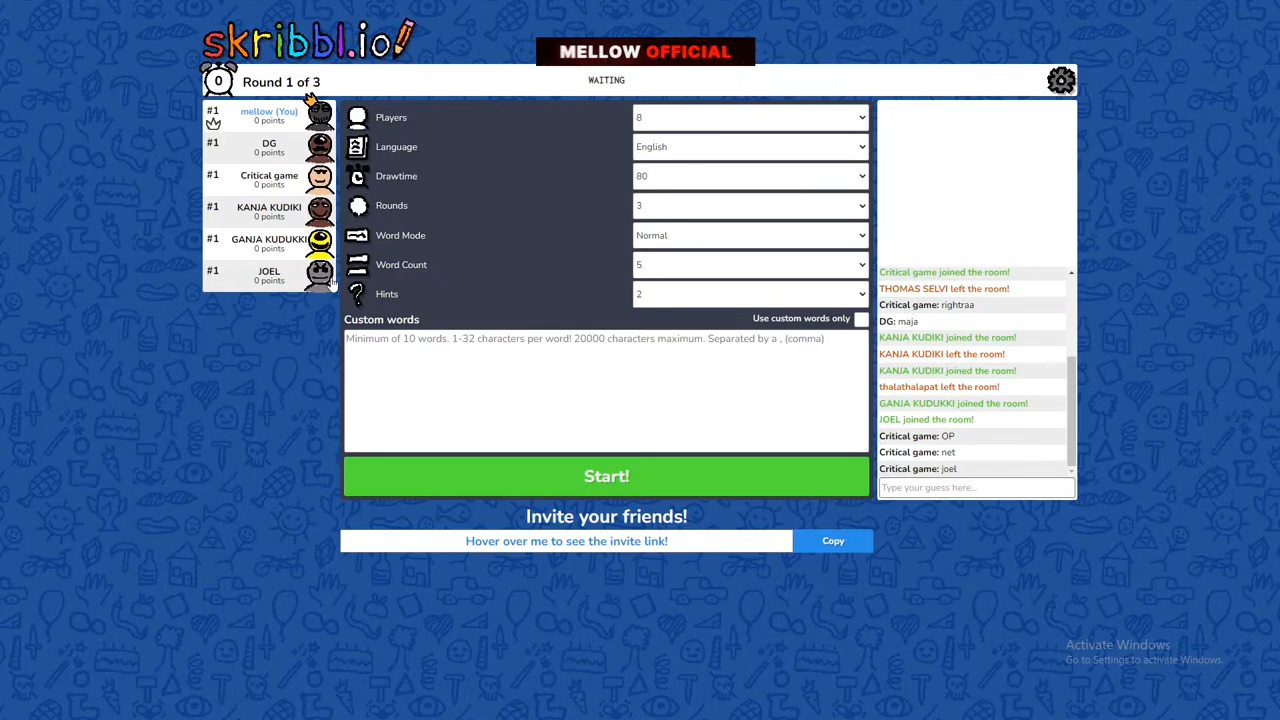 skribbl.io
MELLOW OFFICIAL
0
Round 1 of 3
WAITING
#1
mellow (You)
0 points
#1
DG
0 points
#1
Critical game
0 points
#1
KANJA KUDIKI
0 points
#1
GANJA KUDUKKI
0 points
#1
JOEL
0 points
Players
8
Language
English
Drawtime
80
Rounds
3
Word Mode
Normal
Word Count
5
Hints
2
Custom words
Use custom words only
Minimum of 10 words. 1-32 characters per word! 20000 characters maximum. Separated by a , (comma)
Start!
Invite your friends!
Hover over me to see the invite link!
Copy
Critical game joined the room!
THOMAS SELVI left the room!
Critical game: rightraa
DG: maja
KANJA KUDIKI joined the room!
KANJA KUDIKI left the room!
KANJA KUDIKI joined the room!
thalathalapat left the room!
GANJA KUDUKKI joined the room!
JOEL joined the room!
Critical game: OP
Critical game: net
Critical game: joel
Type your guess here...
Activate Windows
Go to Settings to activate Windows.